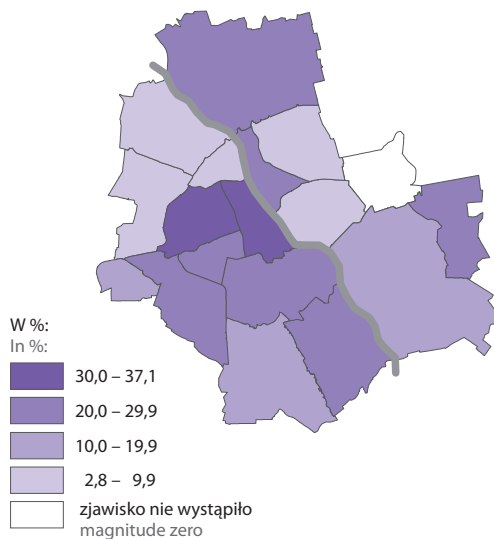 W %:
In %:
30,0 – 37,1
20,0 – 29,9
10,0 – 19,9
2,8 – 9,9
zjawisko nie wystąpiło
magnitude zero